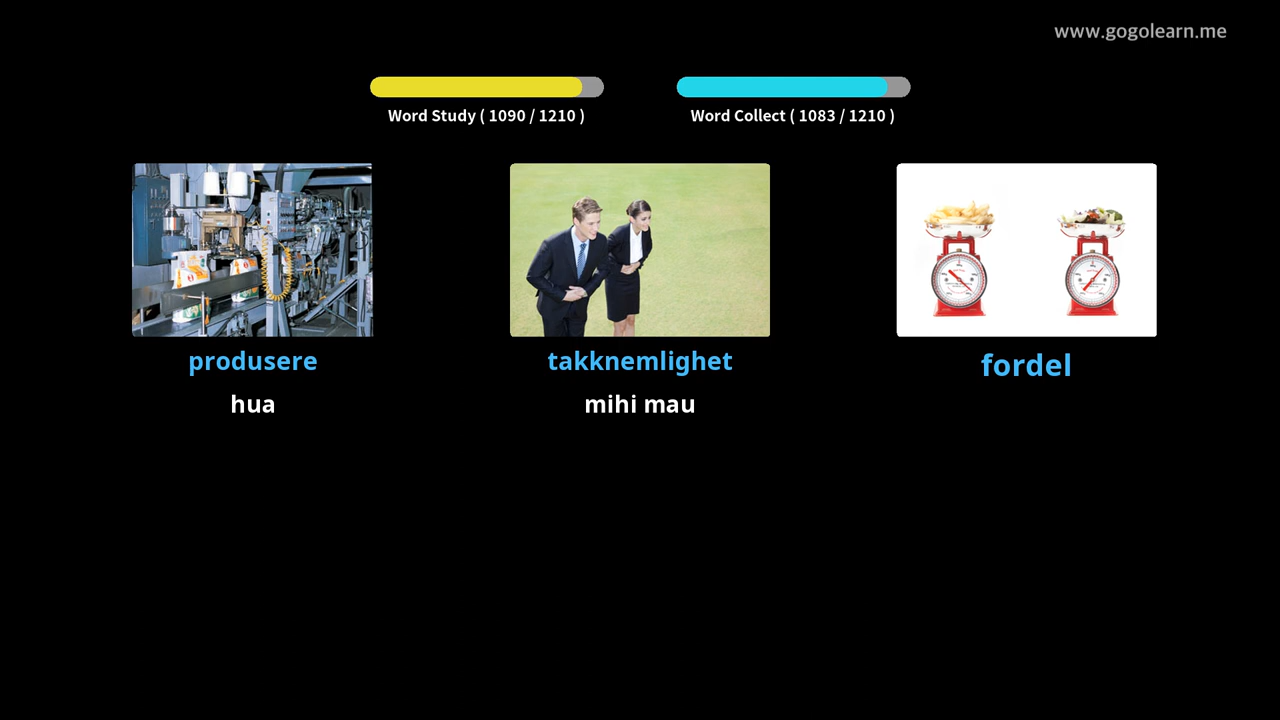 www.gogolearn.me
Word Study ( 1090 / 1210 )
Word Collect ( 1083 / 1210 )
produsere
takknemlighet
fordel
hua
mihi mau